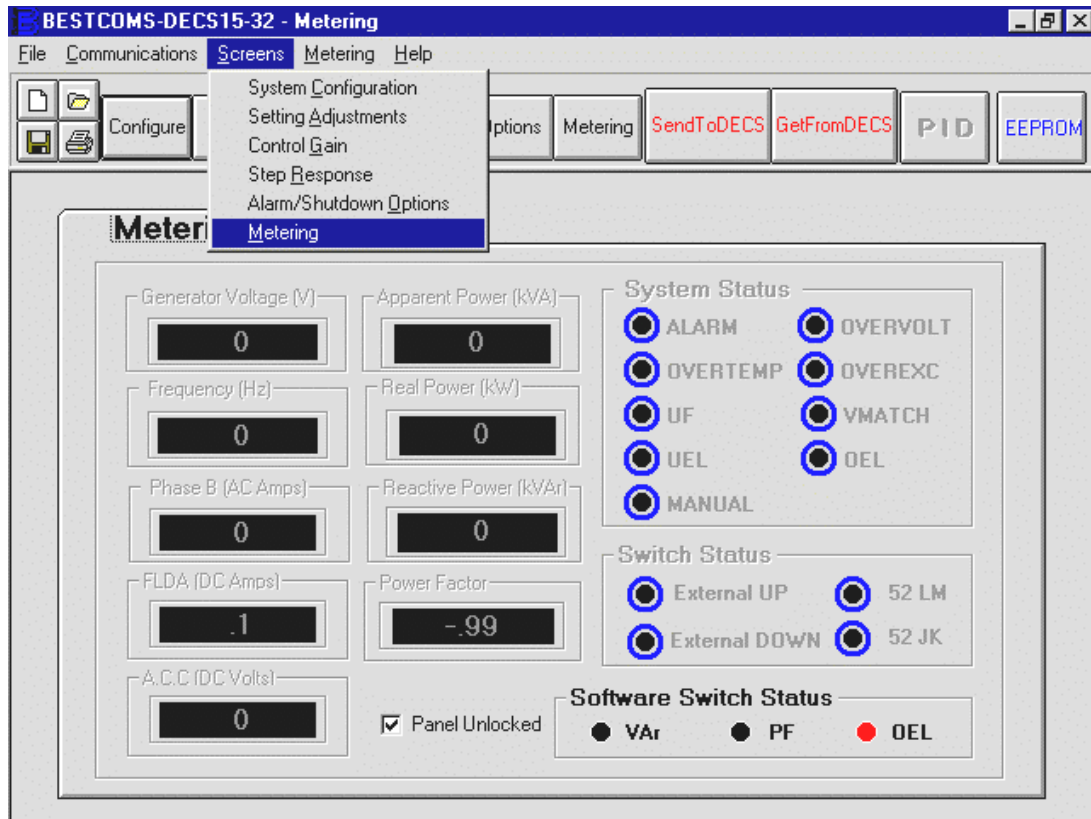 BESTCOMS-DECS15-32 - Metering
File Communications Screens Metering Help
System Configuration
Setting Adjustments
Control Gain
Step Response
Alarm/Shutdown Options
Metering
Configure
Metering
SendToDECS
GetFromDECS
PID
EEPROM
Generator Voltage (V)
0
Apparent Power (kVA)
0
Frequency (Hz)
0
Real Power (kW)
0
Phase B (AC Amps)
0
Reactive Power (kVAr)
0
FLDA (DC Amps)
.1
Power Factor
-.99
A.C.C (DC Volts)
0
Panel Unlocked
System Status
ALARM OVERVOLT
OVERTEMP OVEREXC
UF VMATCH
UEL OEL
MANUAL
Switch Status
External UP 52 LM
External DOWN 52 JK
Software Switch Status
VAr PF OEL